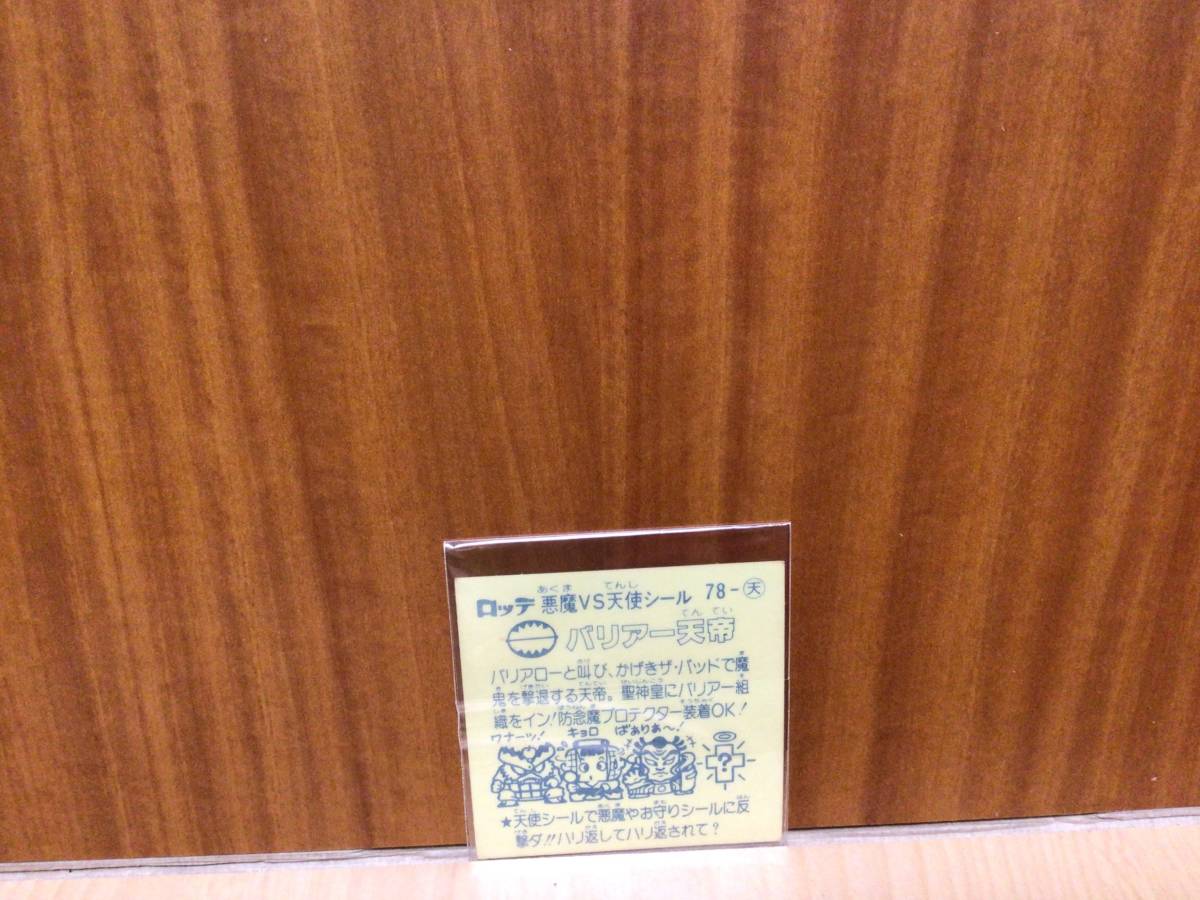 ロッテ 悪魔VS天使シール 78-天
バリアー天帝
バリアローと叫び、かげきザ・バッドで魔
鬼を撃退する天帝。聖神皇にバリアー組
織をイン!防念魔プロテクター装着OK!
ワナーッ! キョロ ばぁりぁ〜!
?
★天使シールで悪魔やお守りシールに反
撃ダ!!ハリ返してハリ返されて?